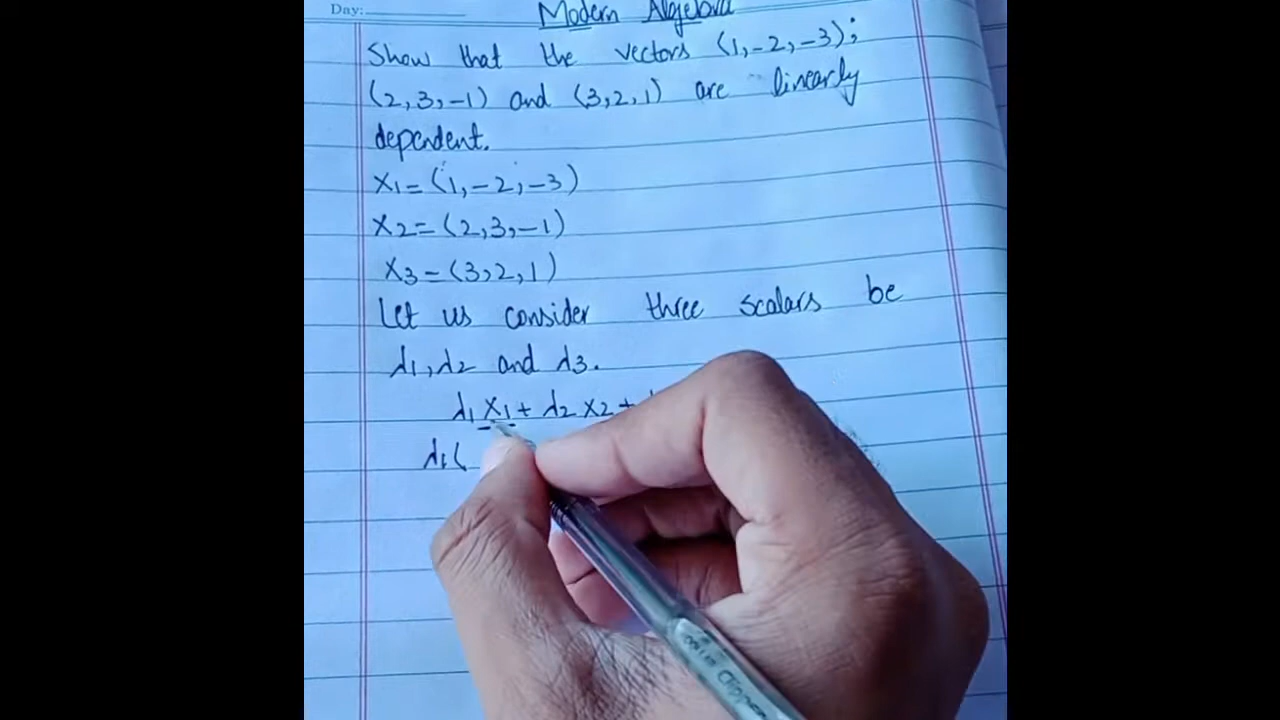 Day:
Modern Algebra
Show that the vectors (1,-2,-3);
(2,3,-1) and (3,2,1) are linearly
dependent.
x1=(1,-2,-3)
x2=(2,3,-1)
x3=(3,2,1)
Let us consider three scalars be
λ1,λ2 and λ3.
λ1 x1 + λ2 x2 +
λ1(
Clipper